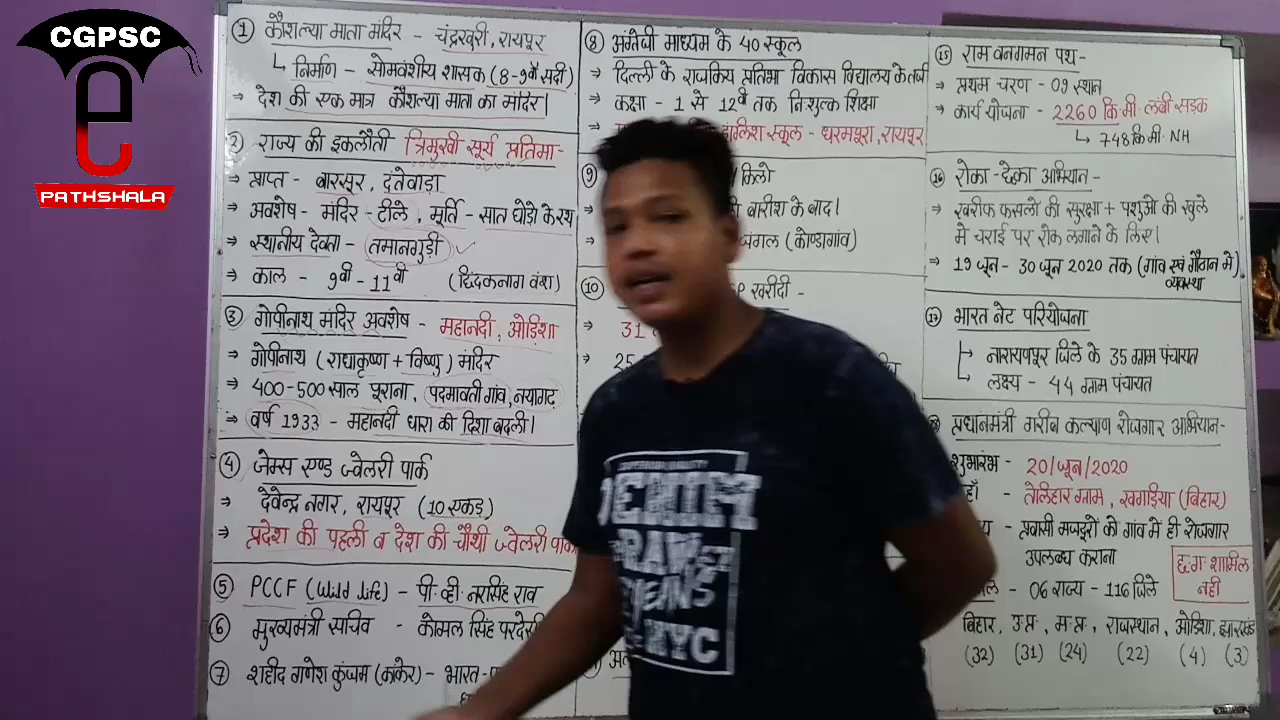 CGPSC
e
PATHSHALA
① कौशल्या माता मंदिर - चंद्रखुरी, रायपुर
↳ निर्माण - सोमवंशीय शासक (8-9वीं सदी)
→ देश की एक मात्र कौशल्या माता का मंदिर।
② राज्य की इकलौती त्रिमुखी सूर्य प्रतिमा-
→ प्राप्त - बारसूर, दंतेवाड़ा
→ अवशेष - मंदिर - टीले, मूर्ति - सात घोड़ो के रथ
→ स्थानीय देवता - तमानगुड़ी
→ काल - 9वी - 11वी (छिंदकनाग वंश)
③ गोपीनाथ मंदिर अवशेष - महानदी, ओड़िशा
→ गोपीनाथ (राधाकृष्ण + विष्णु) मंदिर
→ 400-500 साल पूराना, पदमावती गांव, नयागढ़
→ वर्ष 1933 - महानदी धारा की दिशा बदली।
④ जेम्स एण्ड ज्वेलरी पार्क
→ देवेन्द्र नगर, रायपूर (10 एकड़)
→ प्रदेश की पहली व देश की चौथी ज्वेलरी पार्क
⑤ PCCF (Wild life) - पी.व्ही नरसिंह राव
⑥ मुख्यमंत्री सचिव - कोमल सिंह परदेसी
⑦ शहीद गणेश कुंजाम (कांकेर) - भारत-
⑧ अंग्रेची माध्यम के 40 स्कूल
→ दिल्ली के राजकिय प्रतिभा विकास विद्यालय के तर्ज
→ कक्षा - 1 से 12वी तक निःशुल्क शिक्षा
इंग्लिश स्कूल - धरमपूरा, रायपूर
⑨ किलो
→ बारीश के बाद।
→ जंगल (कोण्डागांव)
⑩ खरीदी -
→ 31
→ 25
⑮ राम वनगमन पथ -
→ प्रथम चरण - 09 स्थान
→ कार्य योजना - 2260 कि.मी. लंबी सड़क
↳ 748 कि.मी. NH
⑯ रोका-छेका अभियान -
→ खरीफ फसलो की सुरक्षा + पशुओं की खुले
मे चराई पर रोक लगाने के लिए।
→ 19 जून - 30 जून 2020 तक (गांव एवं गौठान मे)
व्यवस्था
⑰ भारत नेट परियोजना
→ नारायणपूर जिले के 35 ग्राम पंचायत
→ लक्ष्य - 44 ग्राम पंचायत
प्रधानमंत्री गरीब कल्याण रोजगार अभियान -
शुभारंभ - 20/जून/2020
- तेलिहार ग्राम, खगड़िया (बिहार)
- प्रवासी मजदुरों को गांव मे ही रोजगार
उपलब्ध कराना
छ.ग. शामिल
नही
- 06 राज्य - 116 जिले
बिहार, उ.प्र., म.प्र., राजस्थान, ओडिशा, झारखंड
(32) (31) (24) (22) (4) (3)